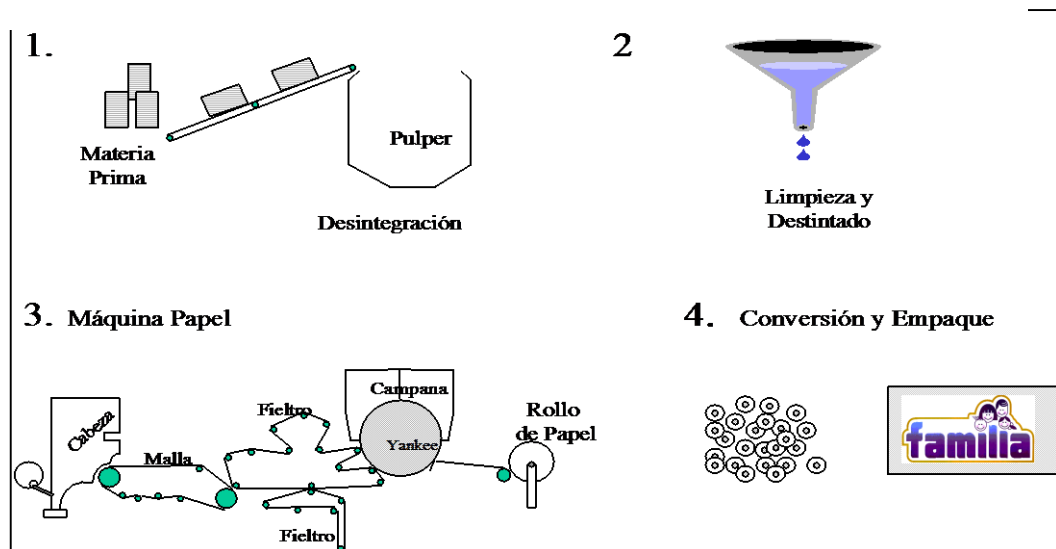 1.
Materia
Prima
Pulper
Desintegración
2
Limpieza y
Destintado
3. Máquina Papel
Cabeza
Malla
Fieltro
Fieltro
Campana
Yankee
Rollo
de Papel
4. Conversión y Empaque
familia